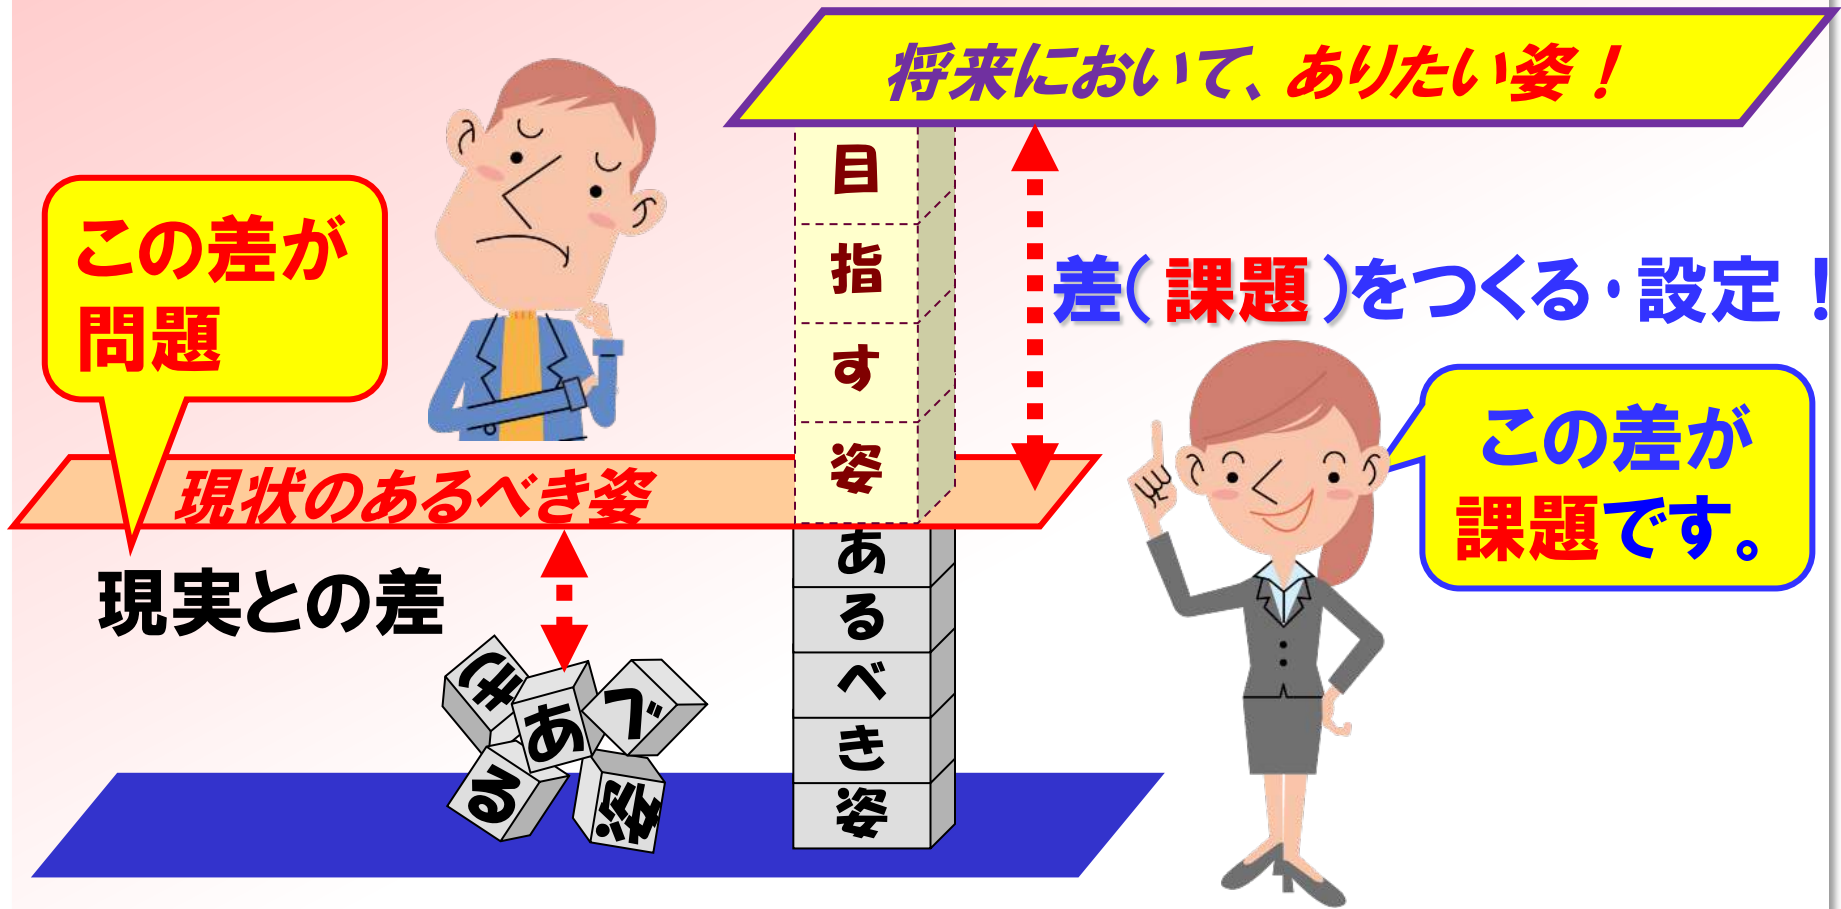 将来において、ありたい姿！
目
指
す
姿
この差が
問題
差(課題)をつくる・設定！
この差が
課題です。
現状のあるべき姿
現実との差
あ
る
べ
き
姿
き
あ
べ
る
姿